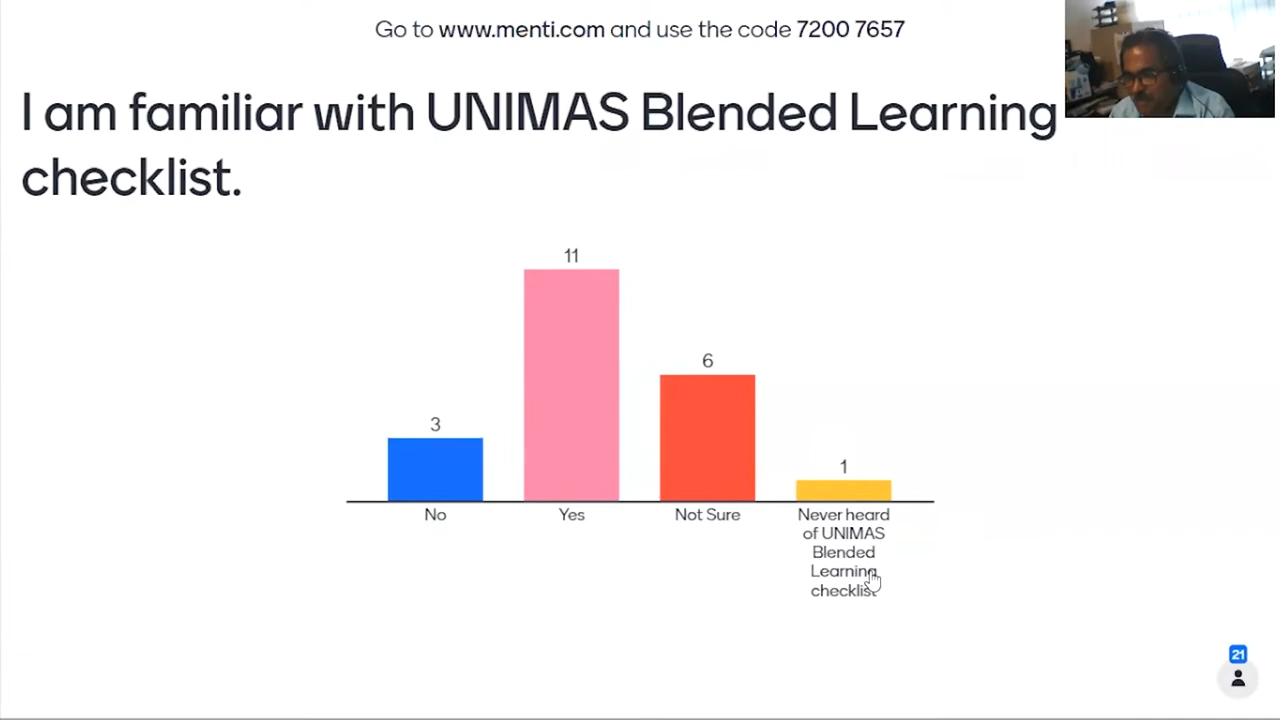 Go to www.menti.com and use the code 7200 7657
I am familiar with UNIMAS Blended Learning
checklist.
11
6
3
1
No
Yes
Not Sure
Never heard
of UNIMAS
Blended
Learning
checklist
21